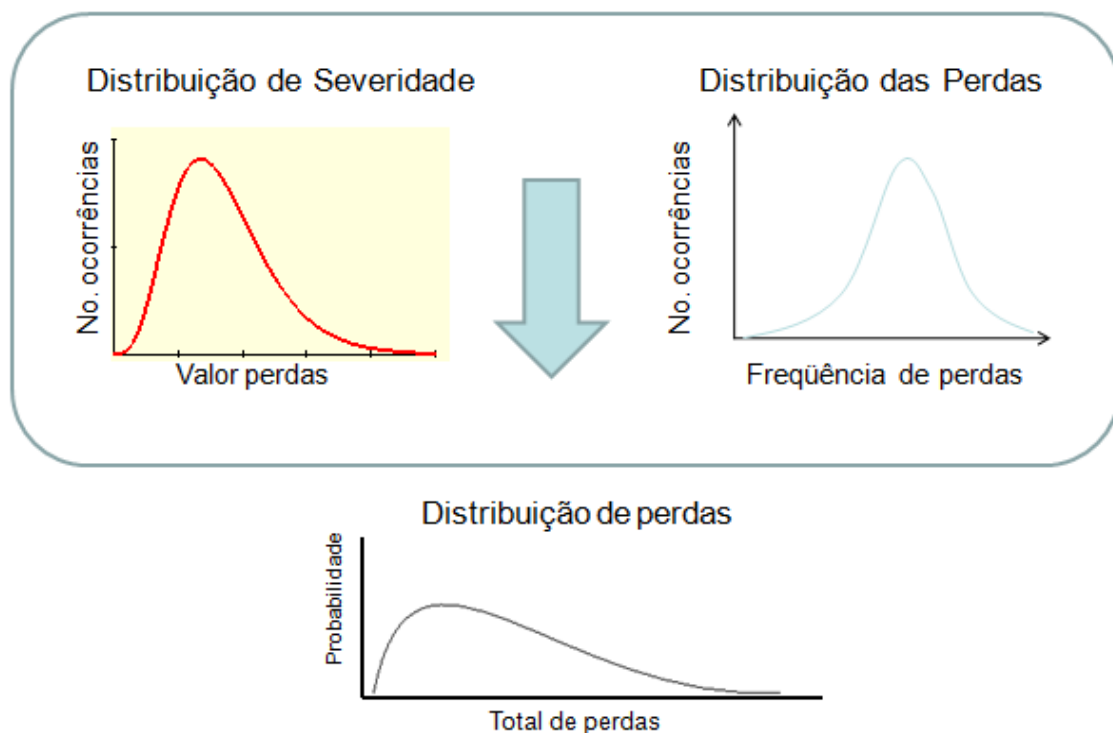 Distribuição de Severidade
No. ocorrências
Valor perdas
Distribuição das Perdas
No. ocorrências
Freqüência de perdas
Distribuição de perdas
Probabilidade
Total de perdas